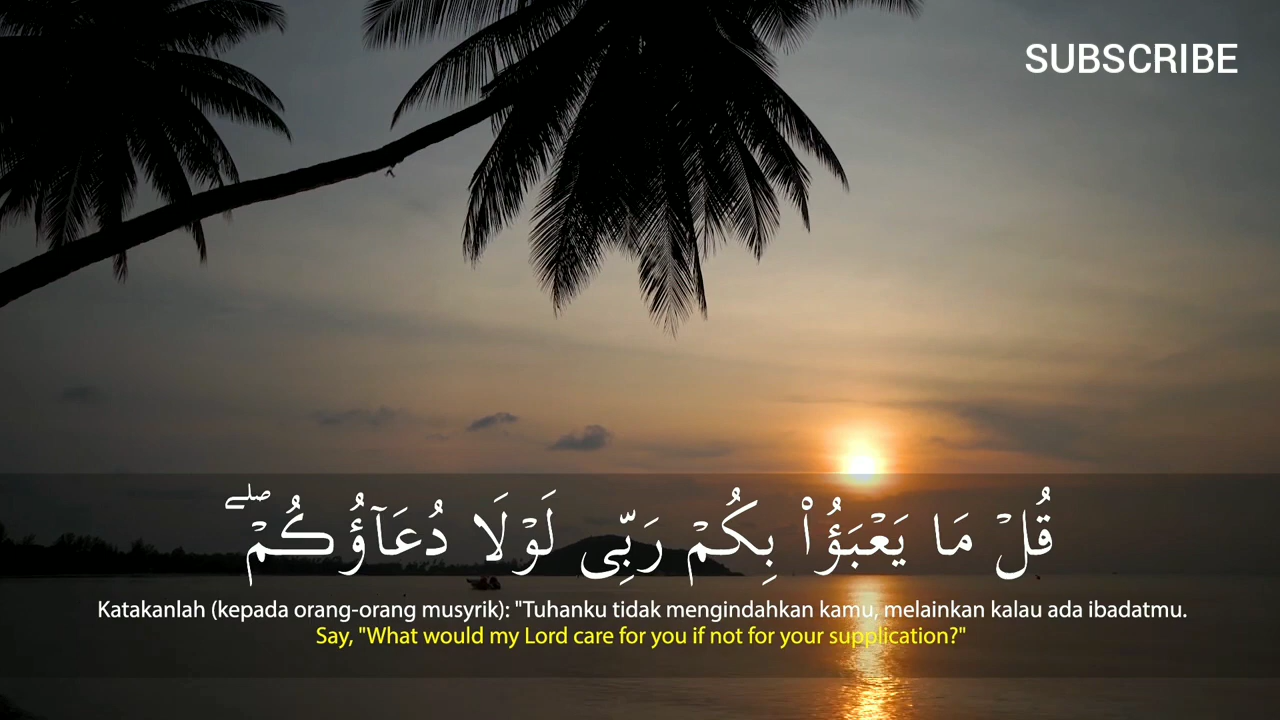 SUBSCRIBE
قُلْ مَا يَعْبَؤُا۟ بِكُمْ رَبِّى لَوْلَا دُعَآؤُكُمْ ۖ
Katakanlah (kepada orang-orang musyrik): "Tuhanku tidak mengindahkan kamu, melainkan kalau ada ibadatmu.
Say, "What would my Lord care for you if not for your supplication?"